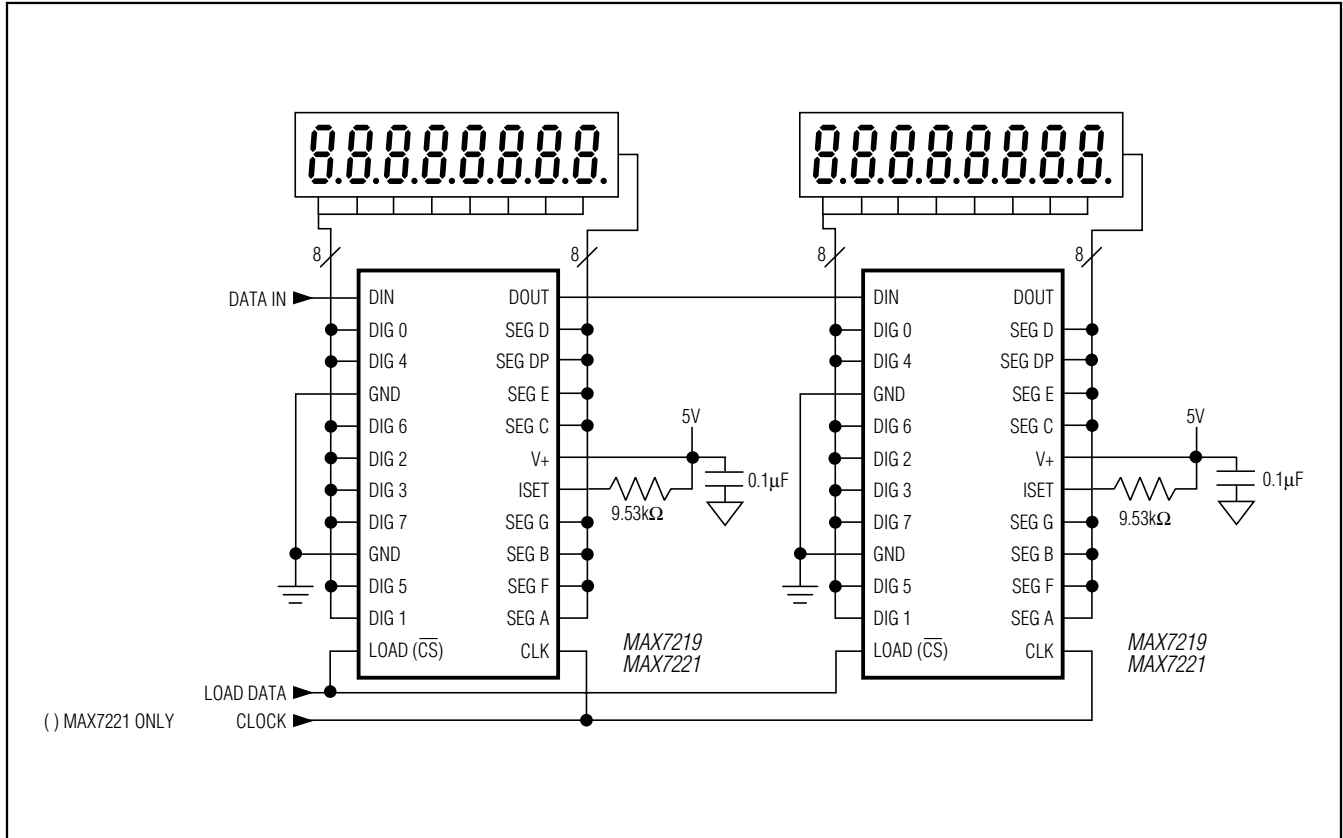 8.8.8.8.8.8.8.8.
8
8
DATA IN
DIN
DIG 0
DIG 4
GND
DIG 6
DIG 2
DIG 3
DIG 7
GND
DIG 5
DIG 1
LOAD (CS)
DOUT
SEG D
SEG DP
SEG E
SEG C
V+
ISET
SEG G
SEG B
SEG F
SEG A
CLK
5V
9.53kΩ
0.1µF
MAX7219
MAX7221
8.8.8.8.8.8.8.8.
8
8
DIN
DIG 0
DIG 4
GND
DIG 6
DIG 2
DIG 3
DIG 7
GND
DIG 5
DIG 1
LOAD (CS)
DOUT
SEG D
SEG DP
SEG E
SEG C
V+
ISET
SEG G
SEG B
SEG F
SEG A
CLK
5V
9.53kΩ
0.1µF
MAX7219
MAX7221
LOAD DATA
( ) MAX7221 ONLY
CLOCK